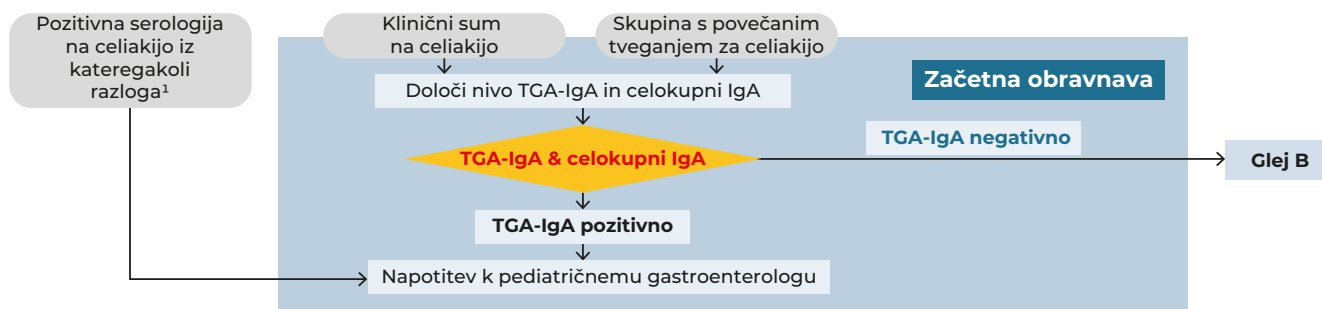 Pozitivna serologija
na celiakijo iz
kateregakoli
razloga¹
Klinični sum
na celiakijo
Skupina s povečanim
tveganjem za celiakijo
Začetna obravnava
Določi nivo TGA-IgA in celokupni IgA
TGA-IgA & celokupni IgA
TGA-IgA negativno
Glej B
TGA-IgA pozitivno
Napotitev k pediatričnemu gastroenterologu